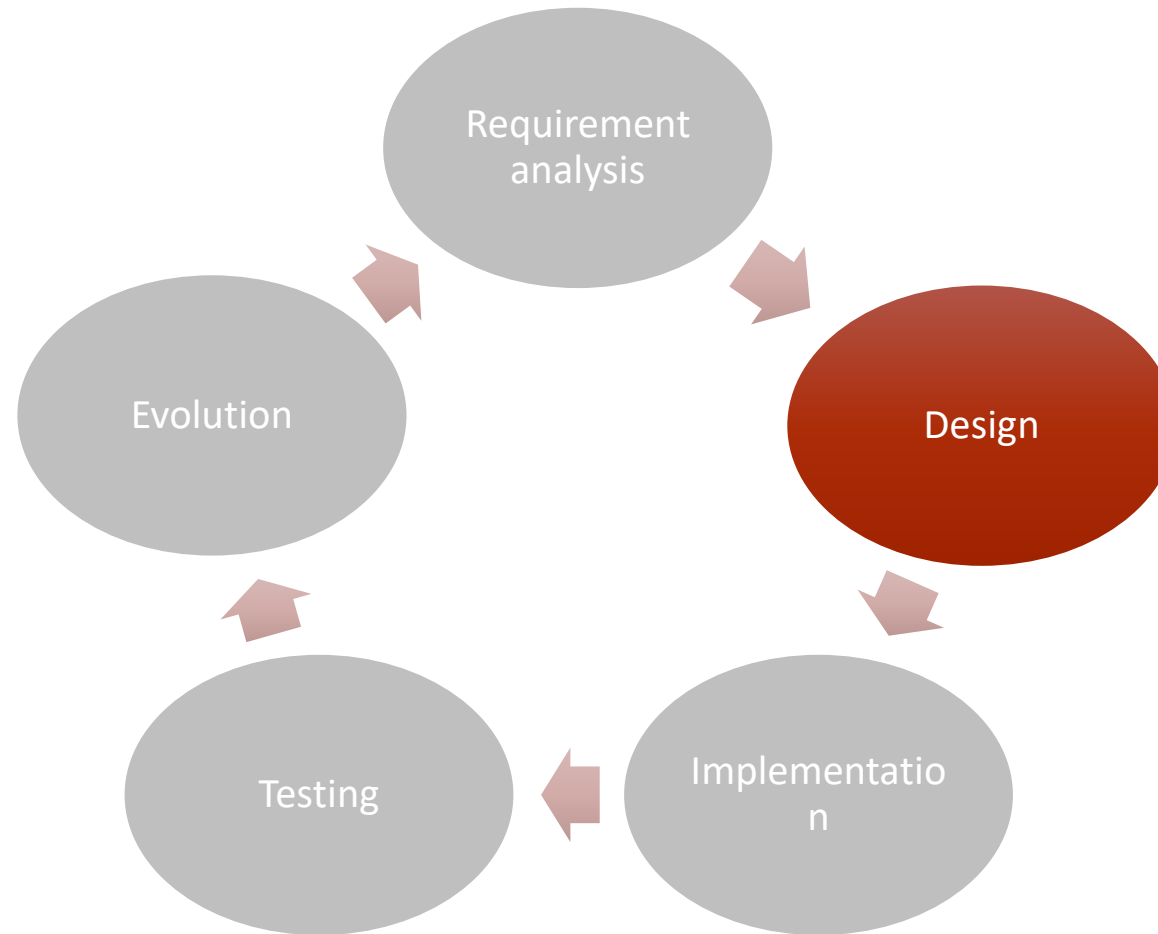 Requirement
analysis
Design
Implementatio
n
Testing
Evolution